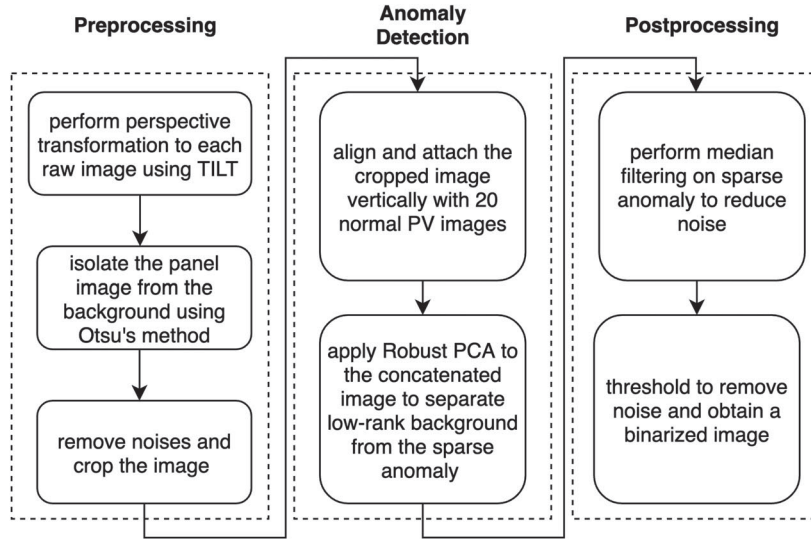 Preprocessing
perform perspective
transformation to each
raw image using TILT
isolate the panel
image from the
background using
Otsu's method
remove noises and
crop the image
Anomaly
Detection
align and attach the
cropped image
vertically with 20
normal PV images
apply Robust PCA to
the concatenated
image to separate
low-rank background
from the sparse
anomaly
Postprocessing
perform median
filtering on sparse
anomaly to reduce
noise
threshold to remove
noise and obtain a
binarized image